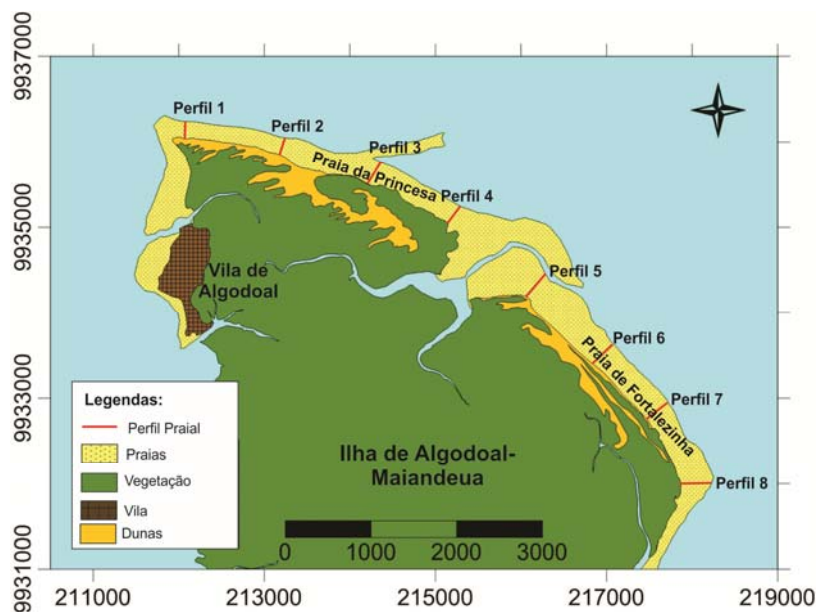 9937000
9935000
9933000
9931000
Perfil 1
Perfil 2
Perfil 3
Praia da Princesa
Perfil 4
Perfil 5
Vila de
Algodoal
Perfil 6
Praia de Fortalezinha
Perfil 7
Perfil 8
Ilha de Algodoal-
Maiandeua
Legendas:
Perfil Praial
Praias
Vegetação
Vila
Dunas
0 1000 2000 3000
211000 213000 215000 217000 219000